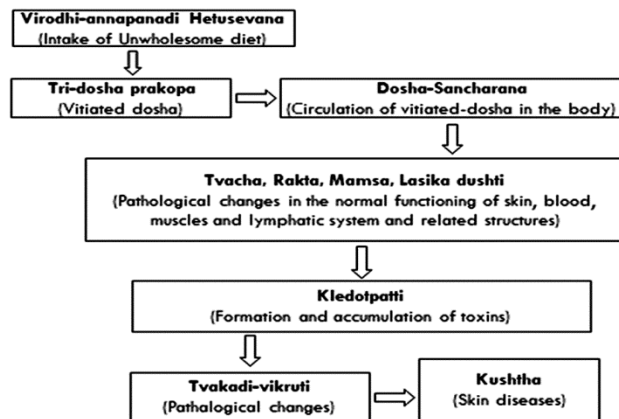 Virodhi-annapanadi Hetusevana
(Intake of Unwholesome diet)
Tri-dosha prakopa
(Vitiated dosha)
Dosha-Sancharana
(Circulation of vitiated-dosha in the body)
Tvacha, Rakta, Mamsa, Lasika dushti
(Pathological changes in the normal functioning of skin, blood,
muscles and lymphatic system and related structures)
Kledotpatti
(Formation and accumulation of toxins)
Tvakadi-vikruti
(Pathalogical changes)
Kushtha
(Skin diseases)